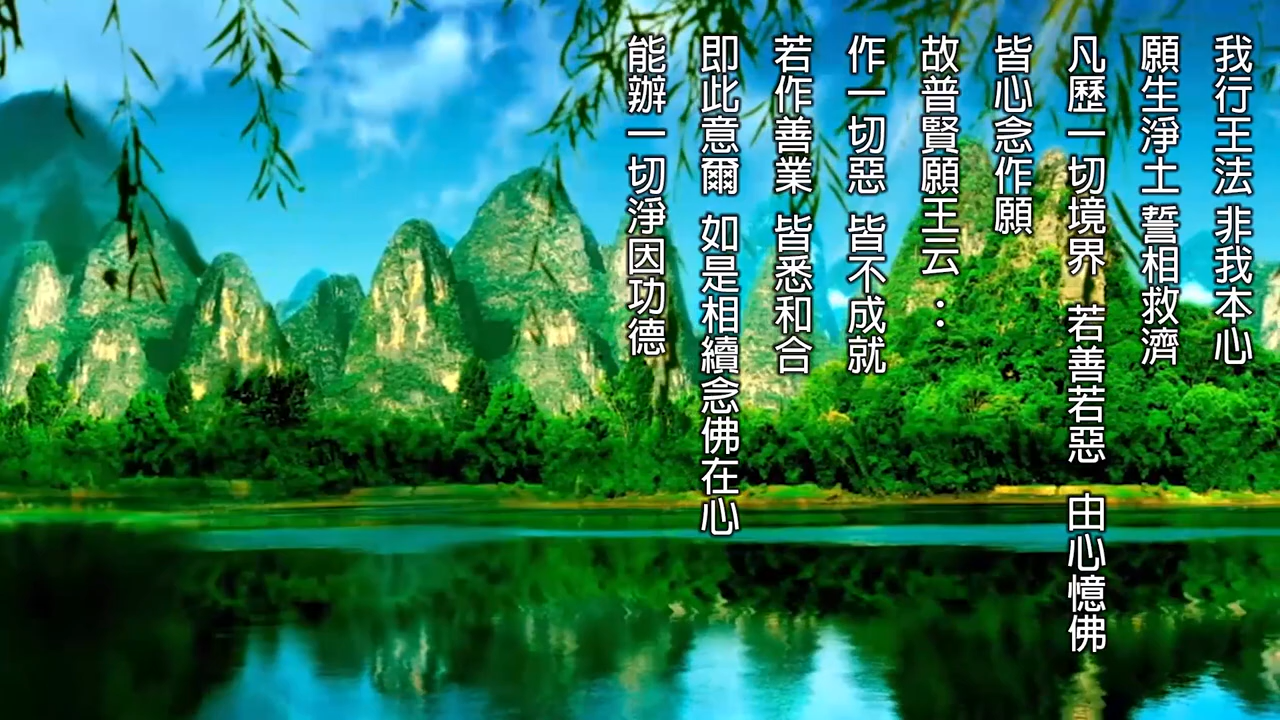 我行王法 非我本心
願生淨土 誓相救濟
凡歷一切境界 若善若惡 由心憶佛
皆心念作願
故普賢願王云：
作一切惡 皆不成就
若作善業 皆悉和合
即此意爾 如是相續念佛在心
能辦一切淨因功德